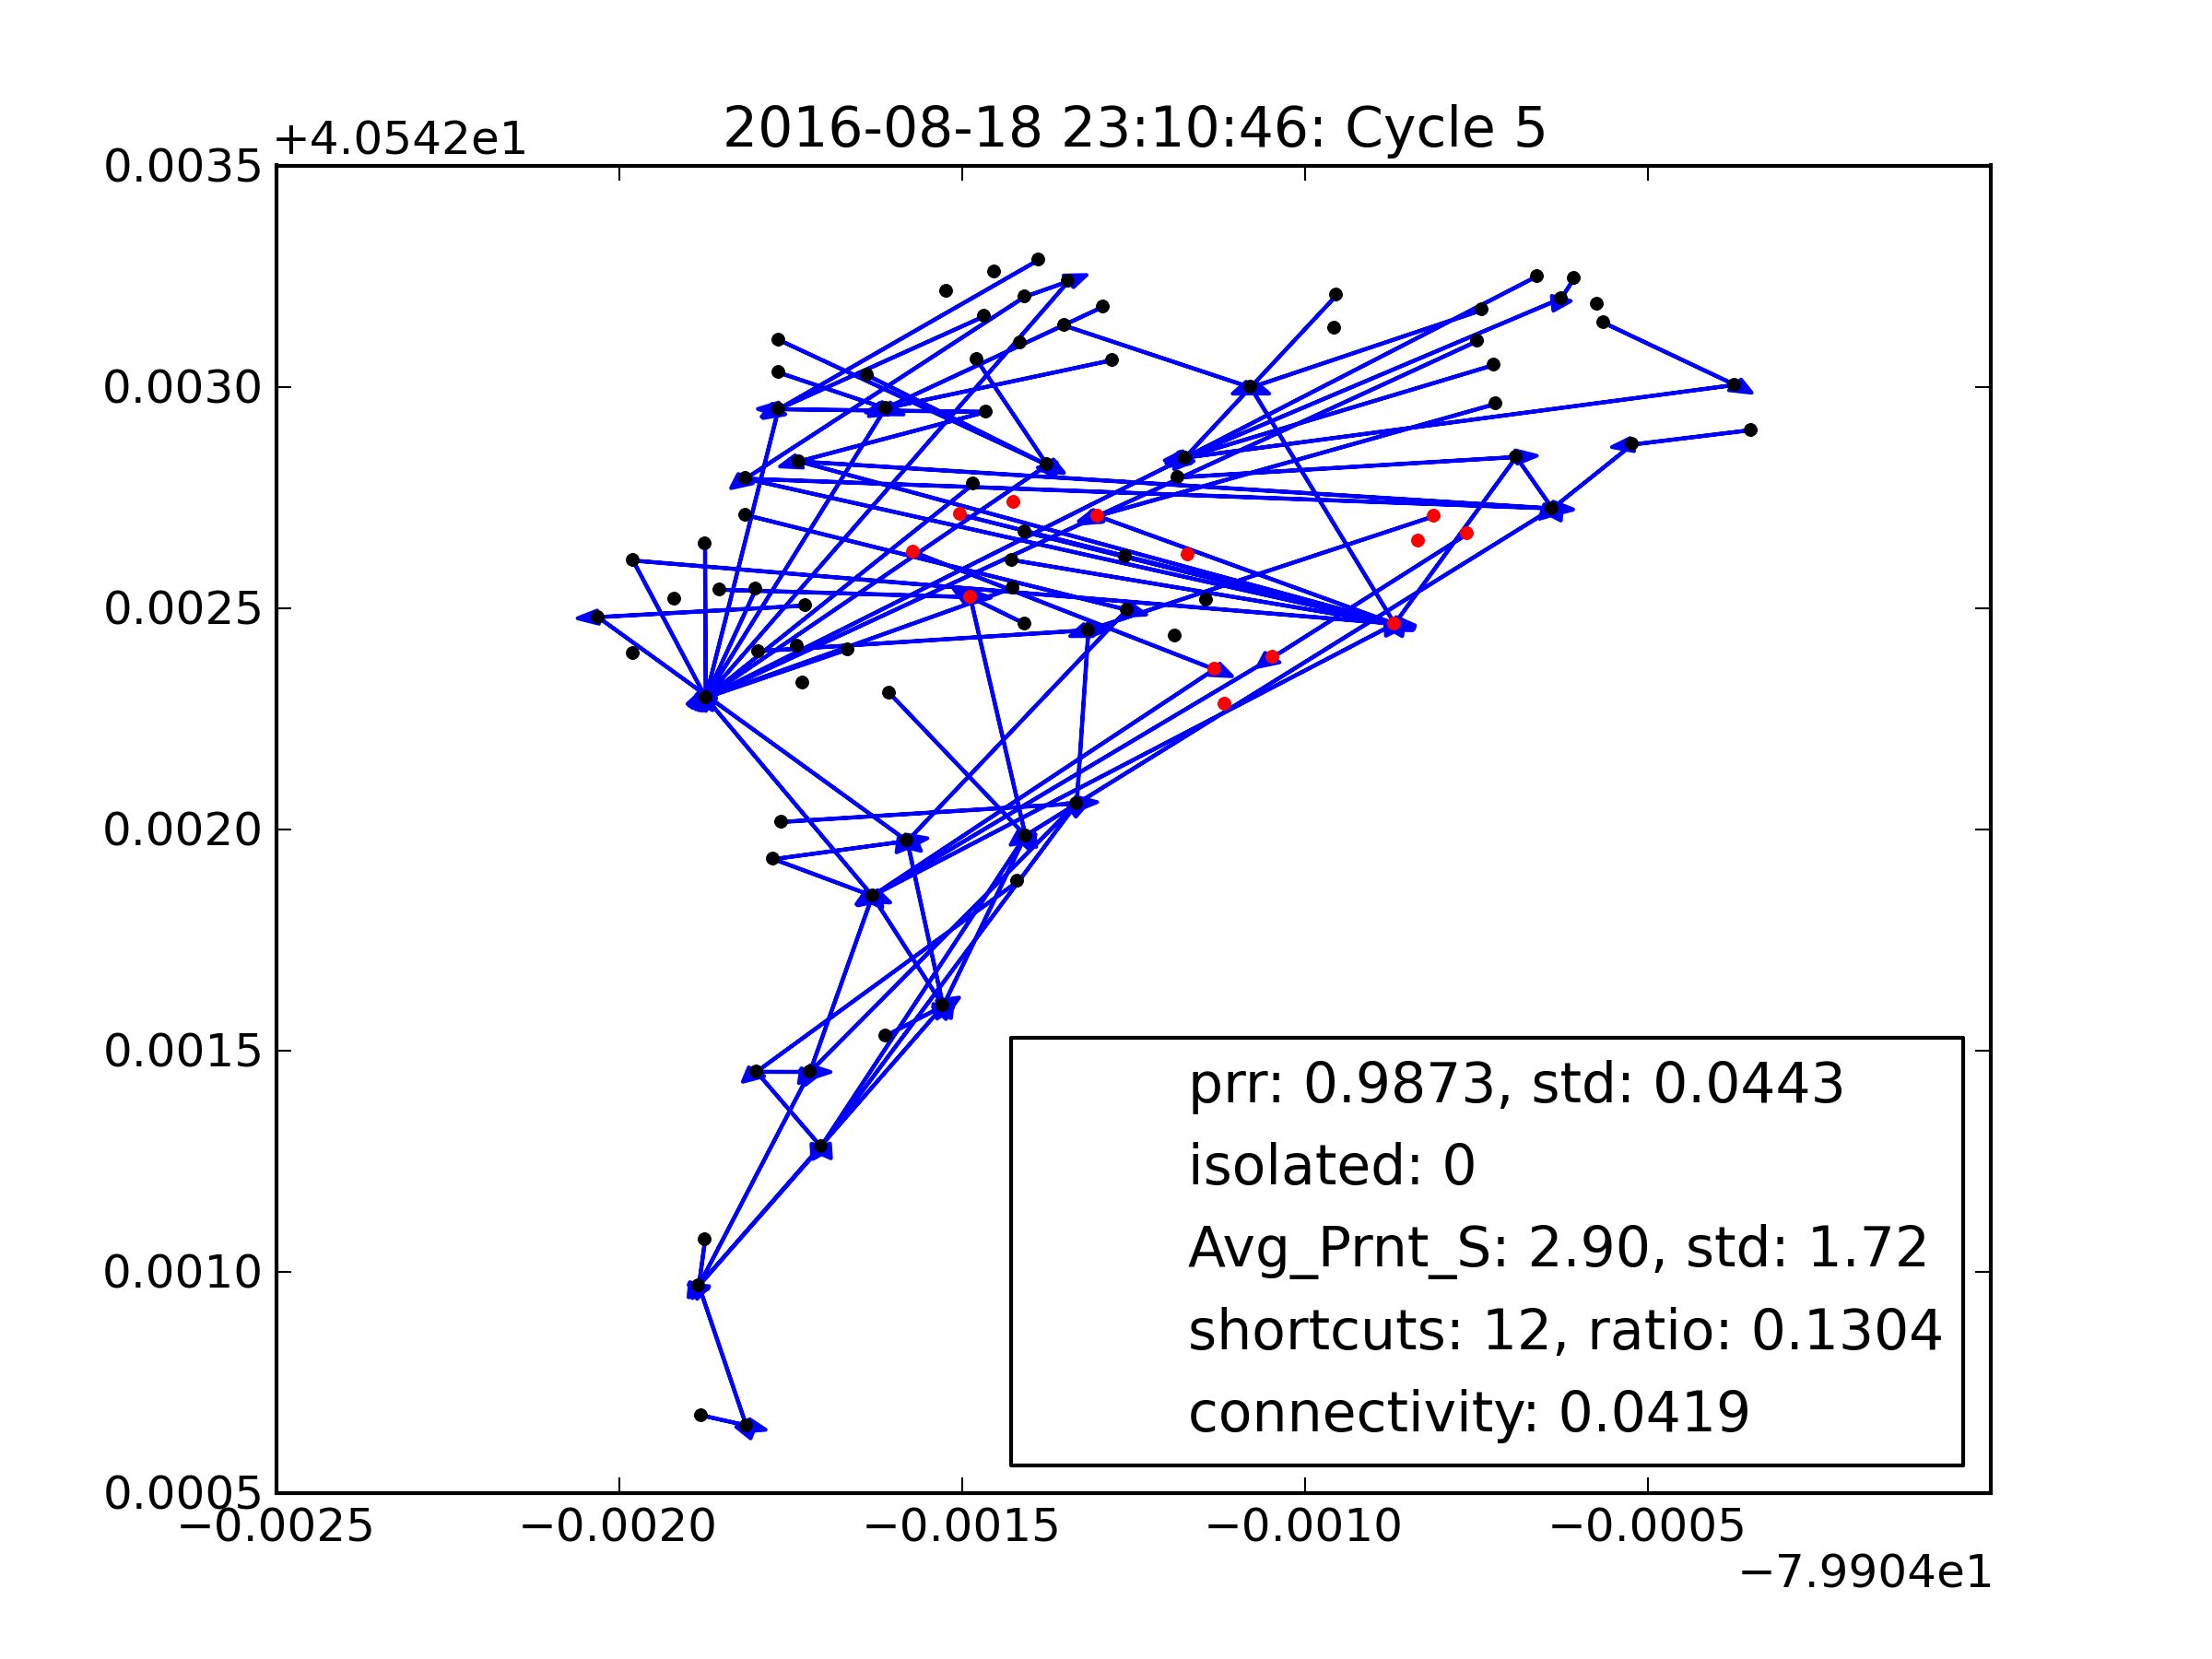 2016-08-18 23:10:46: Cycle 5
+4.0542e1
0.0035
0.0030
0.0025
0.0020
0.0015
0.0010
0.0005
prr: 0.9873, std: 0.0443
isolated: 0
Avg_Prnt_S: 2.90, std: 1.72
shortcuts: 12, ratio: 0.1304
connectivity: 0.0419
−0.0025 −0.0020 −0.0015 −0.0010 −0.0005
−7.9904e1